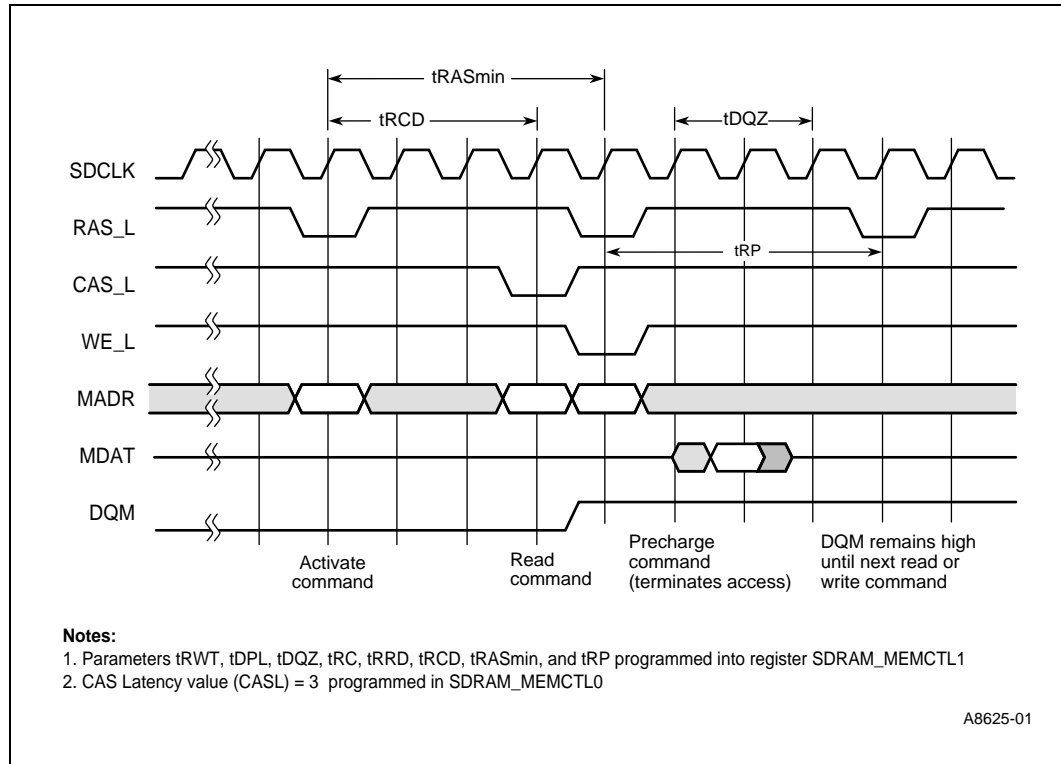 tRASmin
tRCD
tDQZ
SDCLK
RAS_L
tRP
CAS_L
WE_L
MADR
MDAT
DQM
Activate
command
Read
command
Precharge
command
(terminates access)
DQM remains high
until next read or
write command
Notes:
1. Parameters tRWT, tDPL, tDQZ, tRC, tRRD, tRCD, tRASmin, and tRP programmed into register SDRAM_MEMCTL1
2. CAS Latency value (CASL) = 3 programmed in SDRAM_MEMCTL0
A8625-01